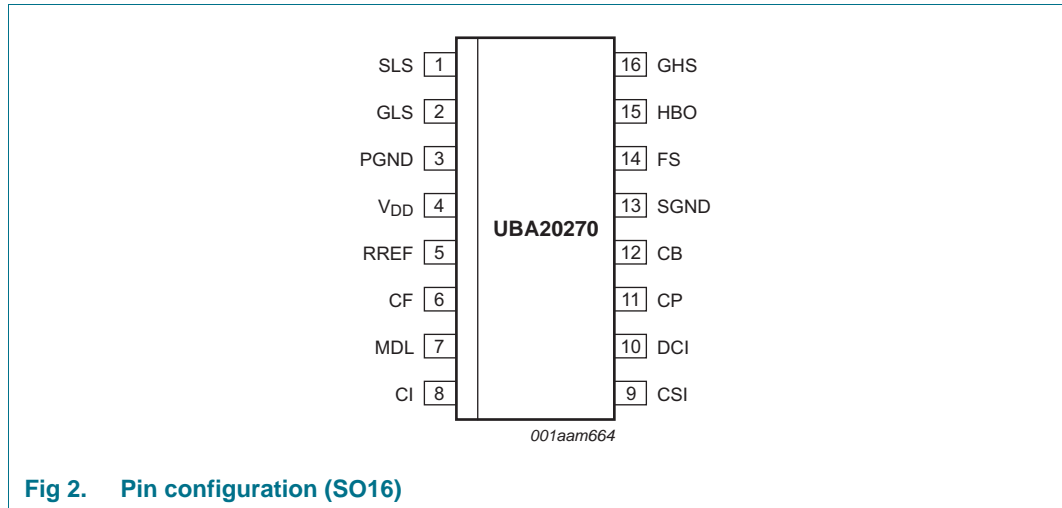 SLS 1
GLS 2
PGND 3
VDD 4
RREF 5
CF 6
MDL 7
CI 8
UBA20270
16 GHS
15 HBO
14 FS
13 SGND
12 CB
11 CP
10 DCI
9 CSI
001aam664
Fig 2. Pin configuration (SO16)